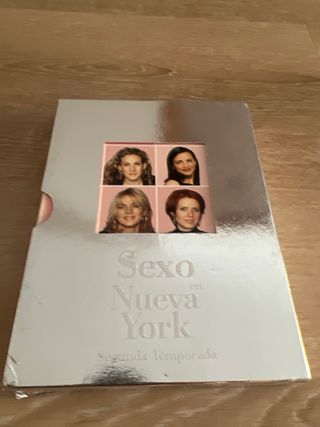 Sexo
en
Nueva
York
Segunda Temporada